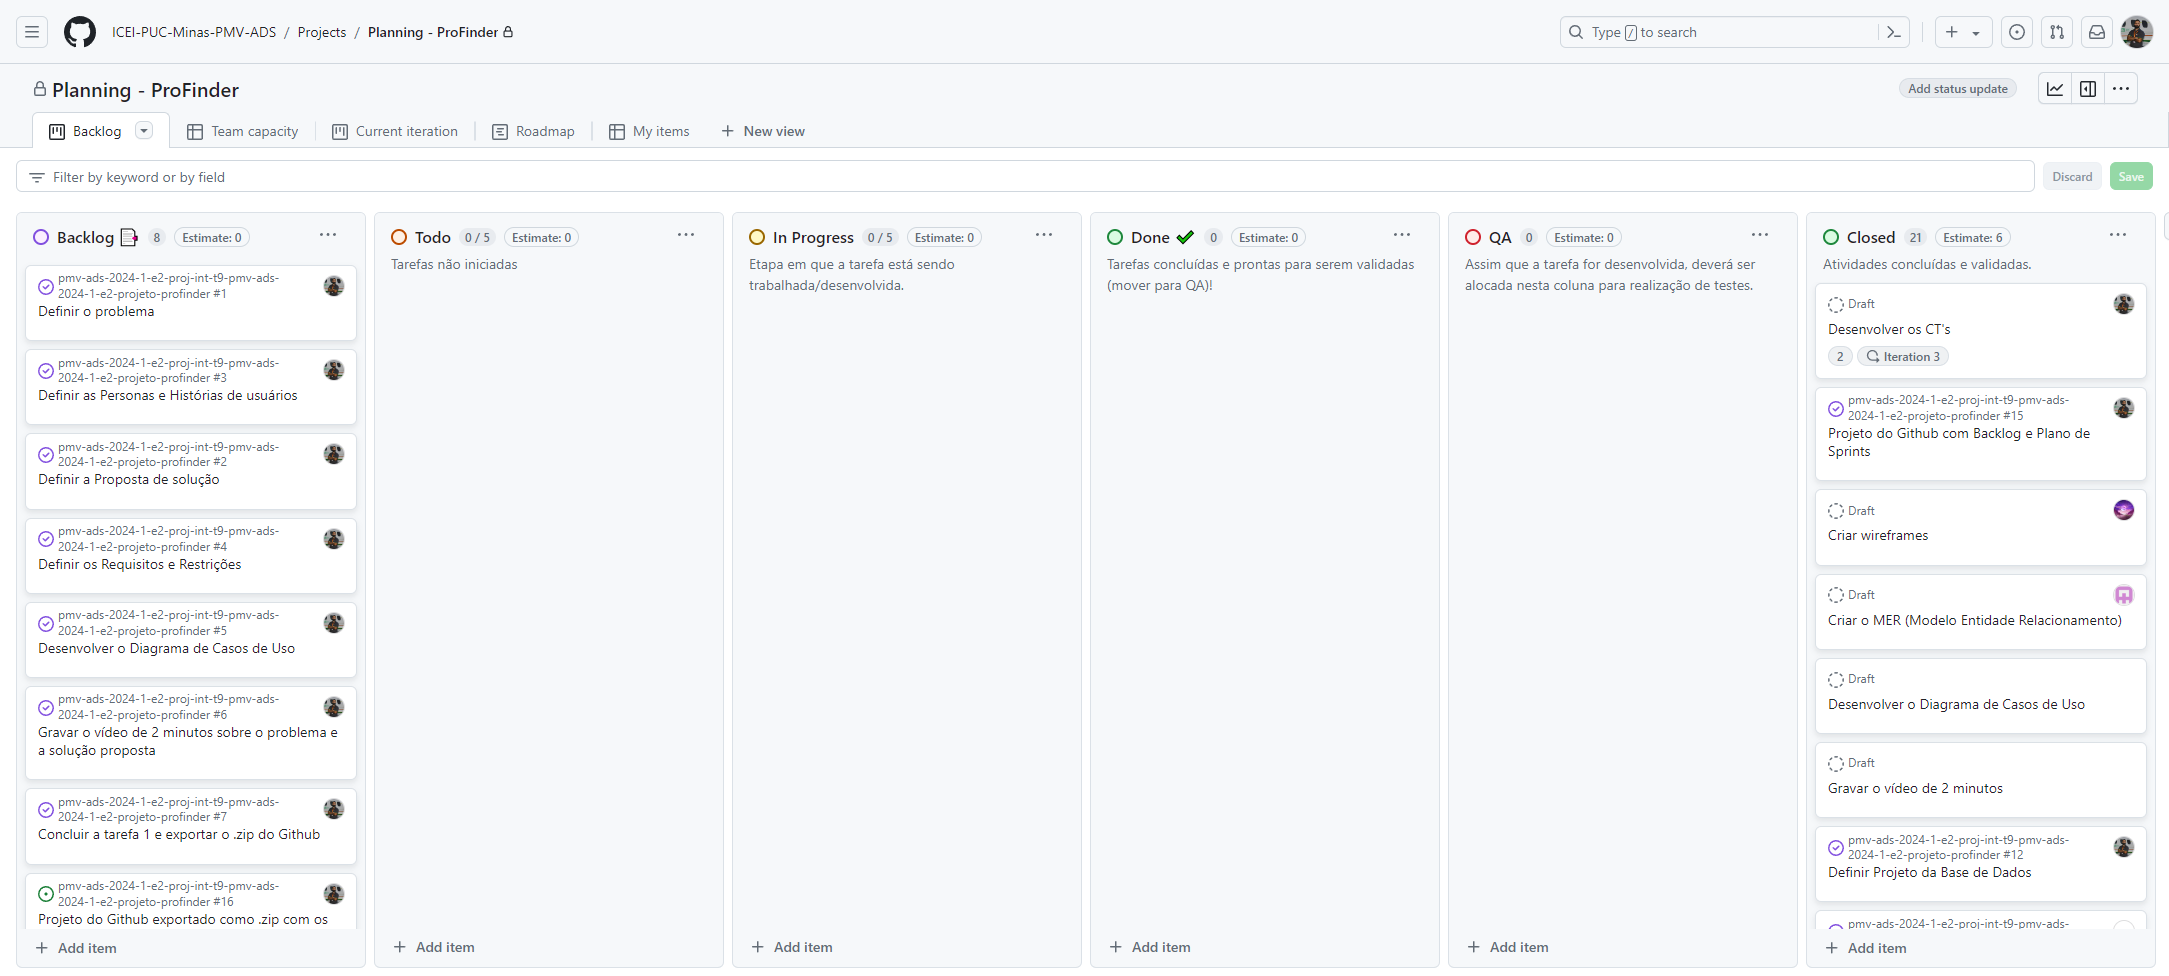 ICEI-PUC-Minas-PMV-ADS / Projects / Planning - ProFinder
Type / to search
Planning - ProFinder
Add status update
Backlog
Team capacity
Current iteration
Roadmap
My items
New view
Filter by keyword or by field
Discard
Save
Backlog 8 Estimate: 0
pmv-ads-2024-1-e2-proj-int-t9-pmv-ads-
2024-1-e2-projeto-profinder #1
Definir o problema
pmv-ads-2024-1-e2-proj-int-t9-pmv-ads-
2024-1-e2-projeto-profinder #3
Definir as Personas e Histórias de usuários
pmv-ads-2024-1-e2-proj-int-t9-pmv-ads-
2024-1-e2-projeto-profinder #2
Definir a Proposta de solução
pmv-ads-2024-1-e2-proj-int-t9-pmv-ads-
2024-1-e2-projeto-profinder #4
Definir os Requisitos e Restrições
pmv-ads-2024-1-e2-proj-int-t9-pmv-ads-
2024-1-e2-projeto-profinder #5
Desenvolver o Diagrama de Casos de Uso
pmv-ads-2024-1-e2-proj-int-t9-pmv-ads-
2024-1-e2-projeto-profinder #6
Gravar o vídeo de 2 minutos sobre o problema e
a solução proposta
pmv-ads-2024-1-e2-proj-int-t9-pmv-ads-
2024-1-e2-projeto-profinder #7
Concluir a tarefa 1 e exportar o .zip do Github
pmv-ads-2024-1-e2-proj-int-t9-pmv-ads-
2024-1-e2-projeto-profinder #16
Projeto do Github exportado como .zip com os
Add item
Todo 0 / 5 Estimate: 0
Tarefas não iniciadas
Add item
In Progress 0 / 5 Estimate: 0
Etapa em que a tarefa está sendo
trabalhada/desenvolvida.
Add item
Done 0 Estimate: 0
Tarefas concluídas e prontas para serem validadas
(mover para QA)!
Add item
QA 0 Estimate: 0
Assim que a tarefa for desenvolvida, deverá ser
alocada nesta coluna para realização de testes.
Add item
Closed 21 Estimate: 6
Atividades concluídas e validadas.
Draft
Desenvolver os CT's
2 Iteration 3
pmv-ads-2024-1-e2-proj-int-t9-pmv-ads-
2024-1-e2-projeto-profinder #15
Projeto do Github com Backlog e Plano de
Sprints
Draft
Criar wireframes
Draft
Criar o MER (Modelo Entidade Relacionamento)
Draft
Desenvolver o Diagrama de Casos de Uso
Draft
Gravar o vídeo de 2 minutos
pmv-ads-2024-1-e2-proj-int-t9-pmv-ads-
2024-1-e2-projeto-profinder #12
Definir Projeto da Base de Dados
pmv-ads-2024-1-e2-proj-int-t9-pmv-ads-
Add item